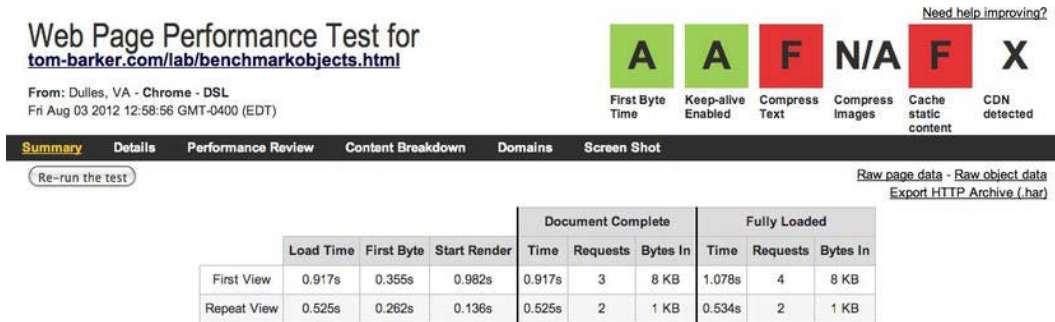 Need help improving?
Web Page Performance Test for
tom-barker.com/lab/benchmarkobjects.html
From: Dulles, VA - Chrome - DSL
Fri Aug 03 2012 12:58:56 GMT-0400 (EDT)
A A F N/A F X
First Byte Time Keep-alive Enabled Compress Text Compress Images Cache static content CDN detected
Summary Details Performance Review Content Breakdown Domains Screen Shot
Re-run the test
Raw page data - Raw object data
Export HTTP Archive (.har)
Document Complete Fully Loaded
Load Time First Byte Start Render Time Requests Bytes In Time Requests Bytes In
First View 0.917s 0.355s 0.982s 0.917s 3 8 KB 1.078s 4 8 KB
Repeat View 0.525s 0.262s 0.136s 0.525s 2 1 KB 0.534s 2 1 KB